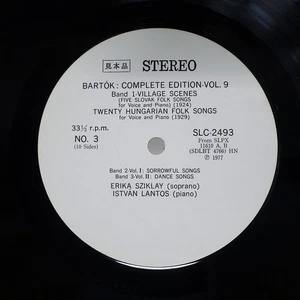 見本品 STEREO
BARTÓK: COMPLETE EDITION-VOL. 9
Band 1-VILLAGE SCENES
(FIVE SLOVAK FOLK SONGS
for Voice and Piano) (1924)
TWENTY HUNGARIAN FOLK SONGS
for Voice and Piano (1929)
33⅓ r.p.m.
NO. 3
(10 Sides)
SLC-2493
From SLPX
11610 A, B
(SDLBT 4766) HN
Ⓟ 1977
Band 2-Vol. I: SORROWFUL SONGS
Band 3-Vol. II: DANCE SONGS
ERIKA SZIKLAY (soprano)
ISTVAN LANTOS (piano)